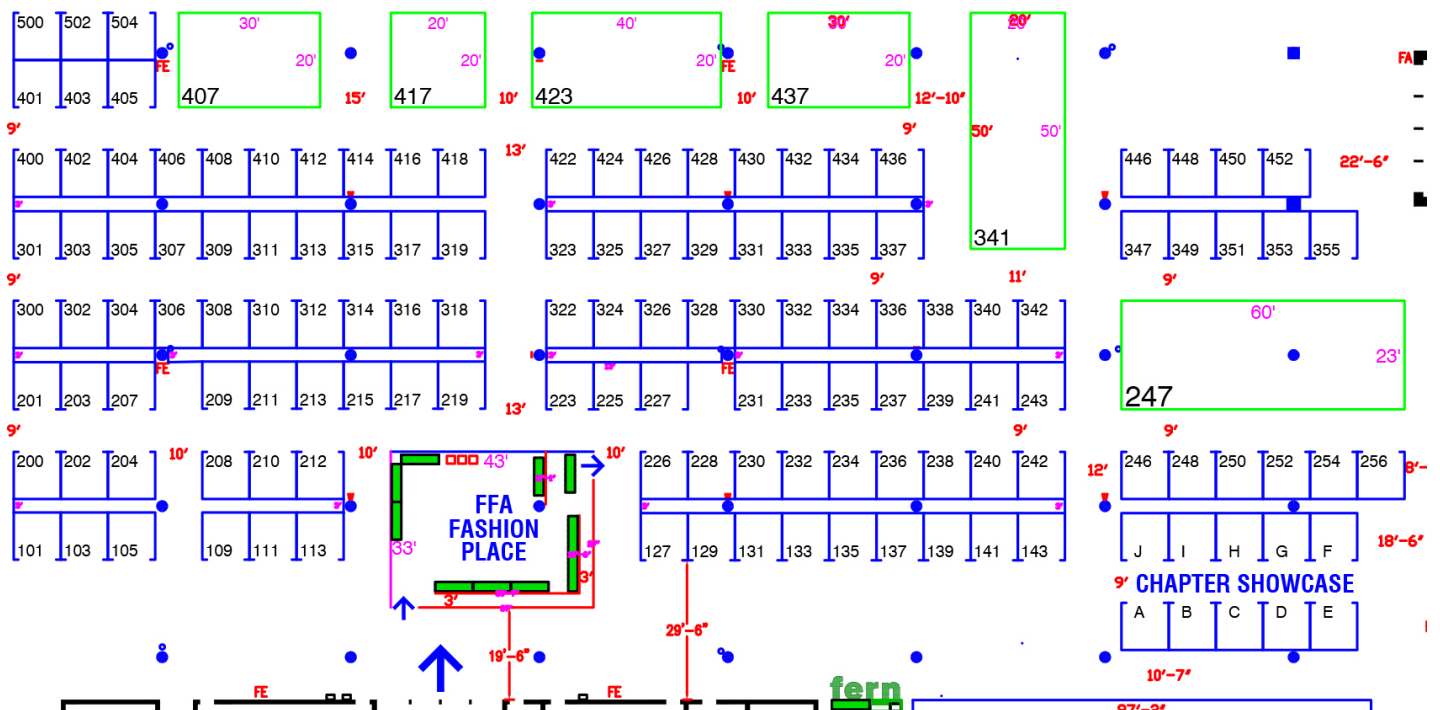 500 502 504
30' 20' 40' 30' 20'
20' 20' 20' 20'
FE FE FA
401 403 405 407 15' 417 10' 423 10' 437 12'-10"
9' 9' 50' 50'
13'
400 402 404 406 408 410 412 414 416 418 422 424 426 428 430 432 434 436 446 448 450 452 22'-6"
301 303 305 307 309 311 313 315 317 319 323 325 327 329 331 333 335 337 341 347 349 351 353 355
9' 9' 11' 9'
300 302 304 306 308 310 312 314 316 318 322 324 326 328 330 332 334 336 338 340 342 60'
23'
FE FE
201 203 207 209 211 213 215 217 219 13' 223 225 227 231 233 235 237 239 241 243 247
9' 9' 9'
10' 10' 10'
200 202 204 208 210 212 43' 226 228 230 232 234 236 238 240 242 12' 246 248 250 252 254 256 8'-
FFA
FASHION
PLACE
101 103 105 109 111 113 33' 127 129 131 133 135 137 139 141 143 J I H G F 18'-6"
3' 9' CHAPTER SHOWCASE
3' A B C D E
29'-6"
19'-6"
10'-7"
FE FE fern
97'-2"